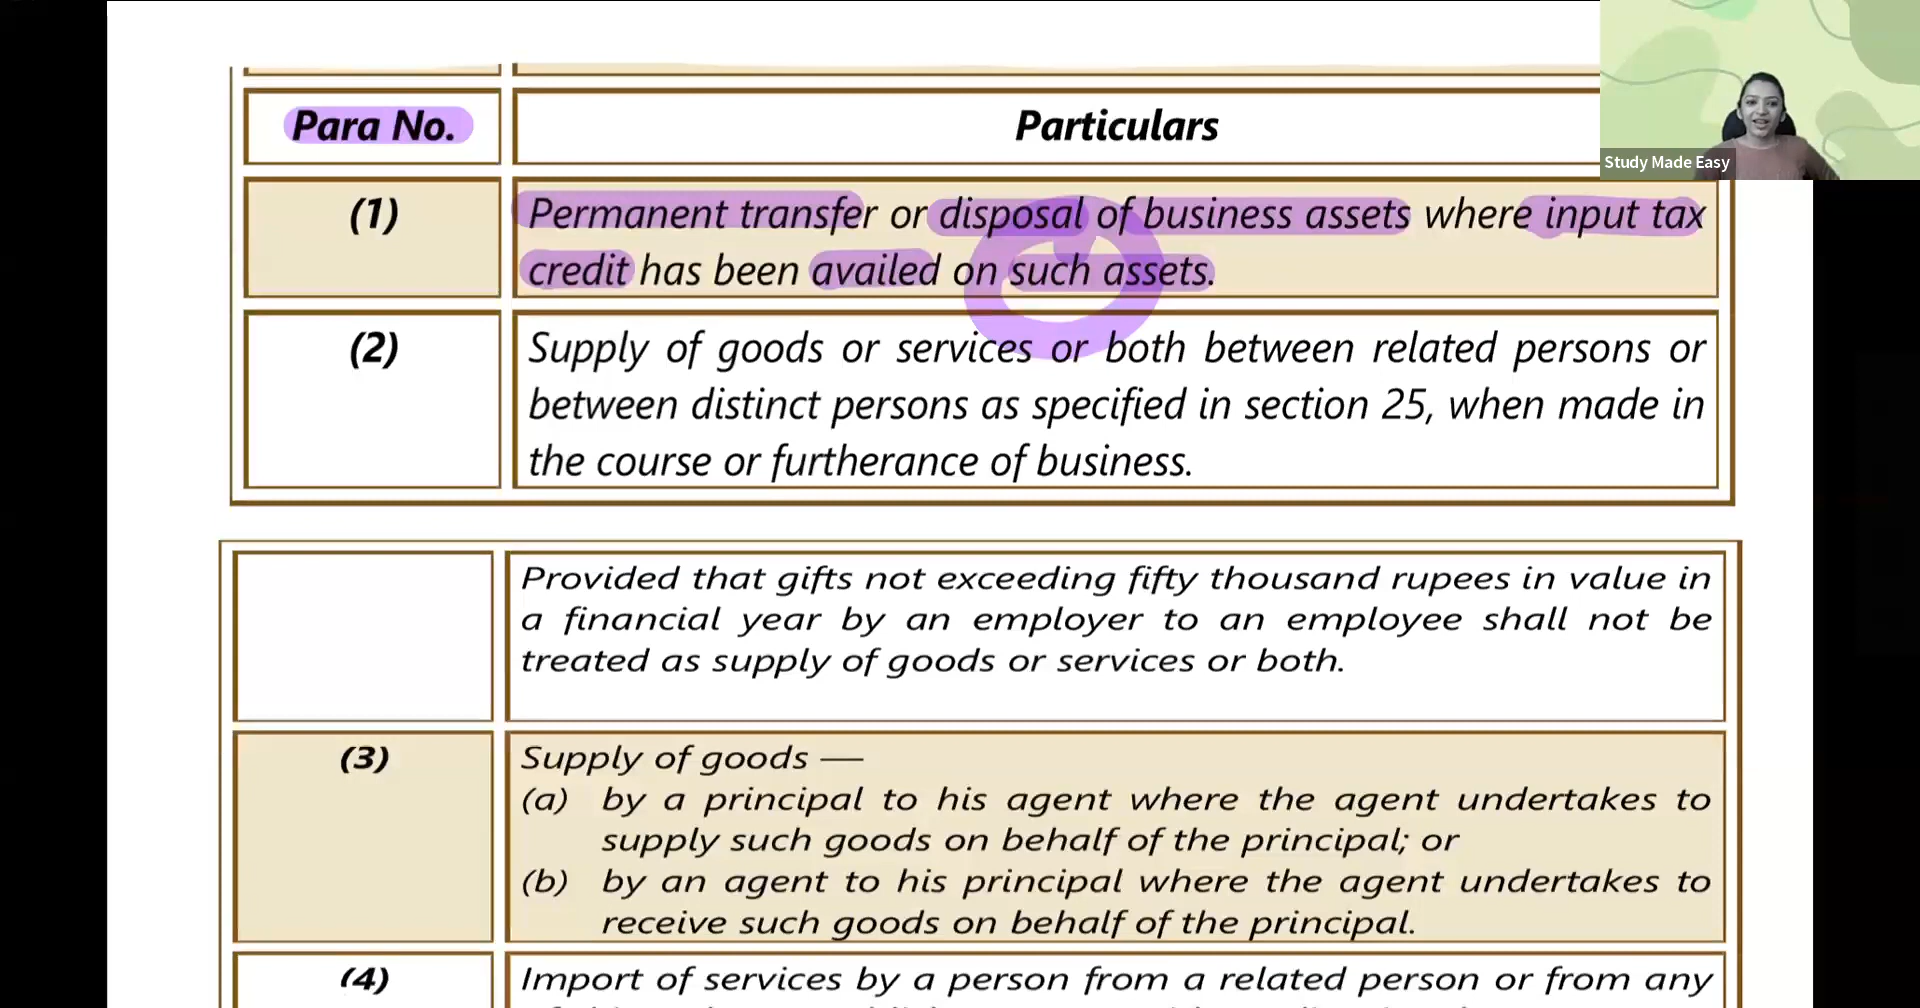 Para No.
Particulars
Study Made Easy
(1)
Permanent transfer or disposal of business assets where input tax
credit has been availed on such assets.
(2)
Supply of goods or services or both between related persons or
between distinct persons as specified in section 25, when made in
the course or furtherance of business.
Provided that gifts not exceeding fifty thousand rupees in value in
a financial year by an employer to an employee shall not be
treated as supply of goods or services or both.
(3)
Supply of goods —
(a) by a principal to his agent where the agent undertakes to
supply such goods on behalf of the principal; or
(b) by an agent to his principal where the agent undertakes to
receive such goods on behalf of the principal.
(4)
Import of services by a person from a related person or from any